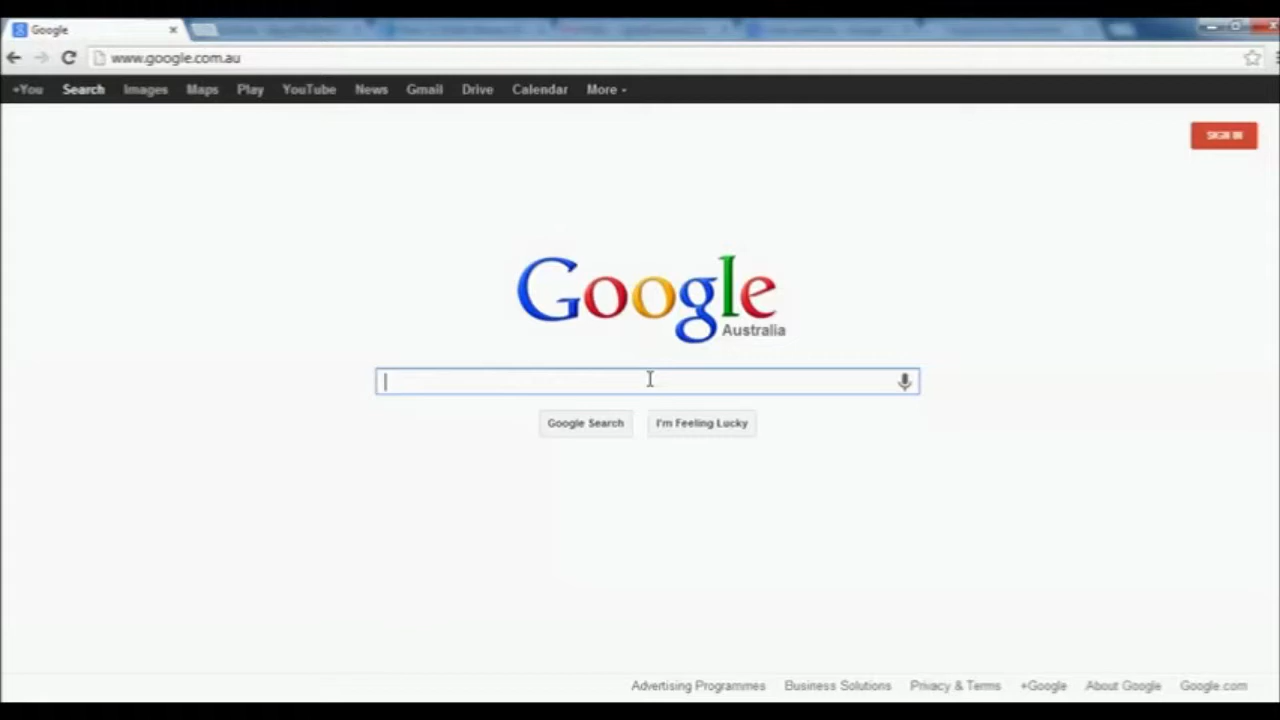 Google
www.google.com.au
+You Search Images Maps Play YouTube News Gmail Drive Calendar More
SIGN IN
Google
Australia
Google Search I'm Feeling Lucky
Advertising Programmes Business Solutions Privacy & Terms +Google About Google Google.com